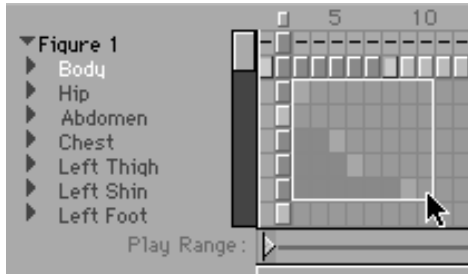 5 10
Figure 1
Body
Hip
Abdomen
Chest
Left Thigh
Left Shin
Left Foot
Play Range: